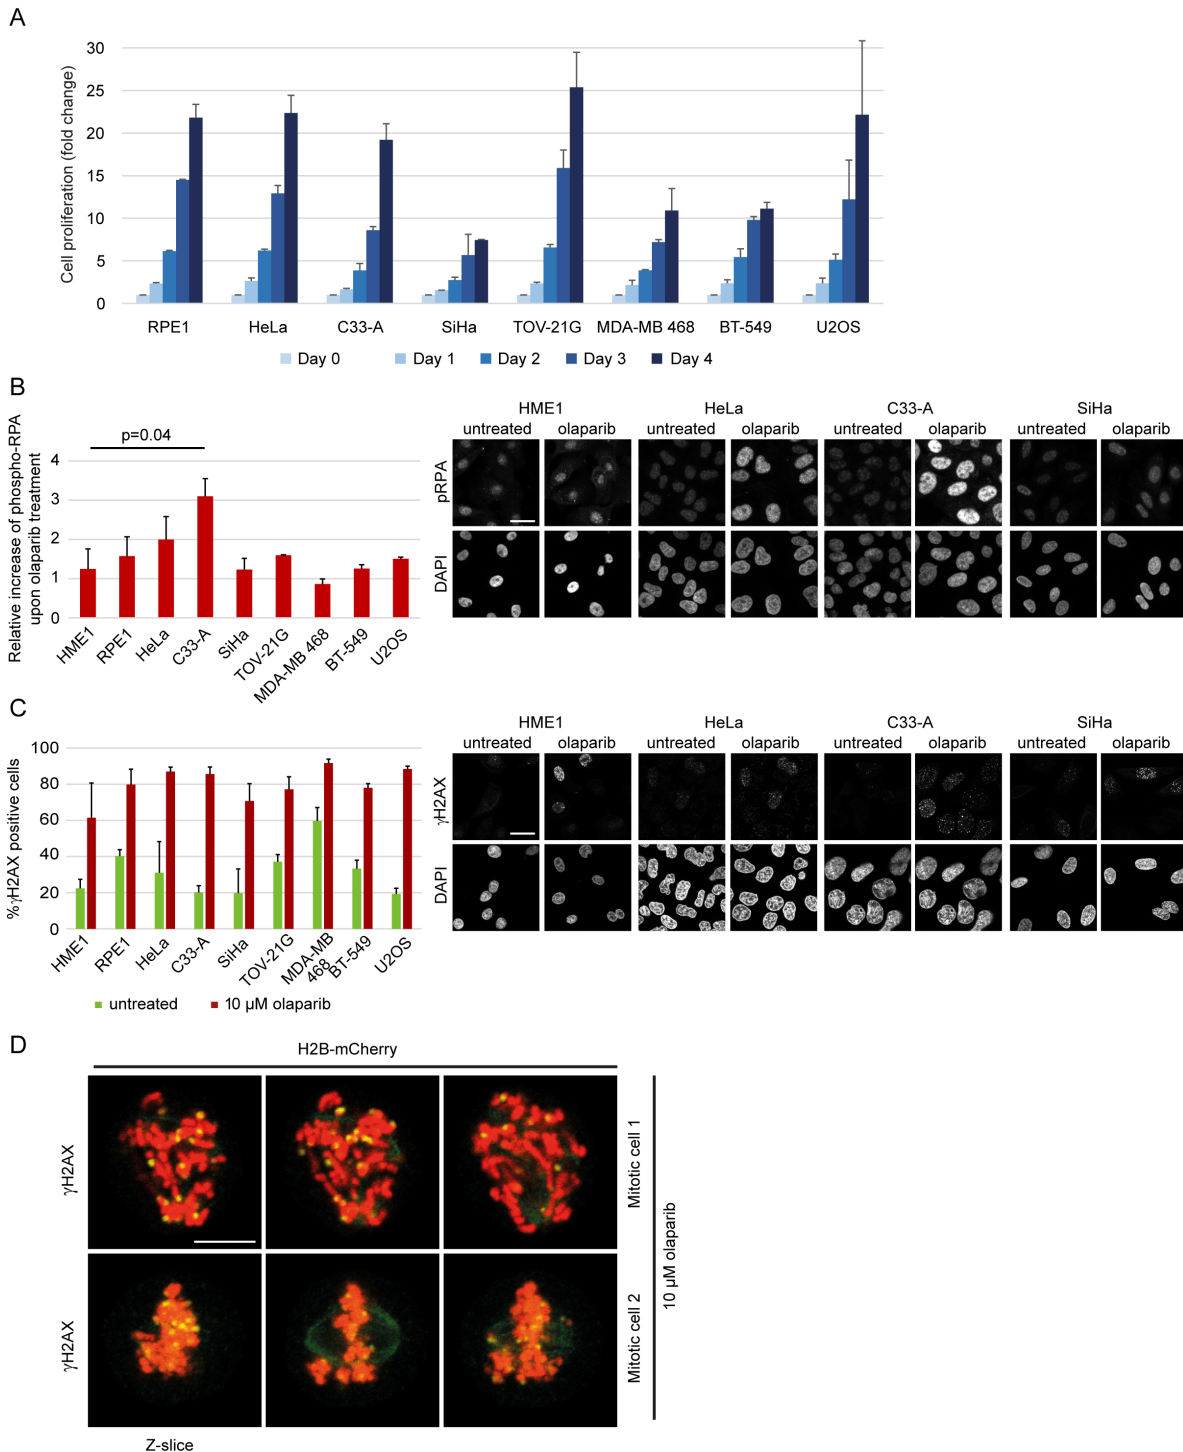 A
Cell proliferation (fold change)
30
25
20
15
10
5
0
RPE1 HeLa C33-A SiHa TOV-21G MDA-MB 468 BT-549 U2OS
Day 0 Day 1 Day 2 Day 3 Day 4
B
Relative increase of phospho-RPA
upon olaparib treatment
p=0.04
4
3
2
1
0
HME1
RPE1
HeLa
C33-A
SiHa
TOV-21G
MDA-MB 468
BT-549
U2OS
HME1 HeLa C33-A SiHa
untreated olaparib untreated olaparib untreated olaparib untreated olaparib
pRPA
DAPI
C
% γH2AX positive cells
100
80
60
40
20
0
HME1
RPE1
HeLa
C33-A
SiHa
TOV-21G
MDA-MB
468
BT-549
U2OS
untreated 10 µM olaparib
HME1 HeLa C33-A SiHa
untreated olaparib untreated olaparib untreated olaparib untreated olaparib
γH2AX
DAPI
D
H2B-mCherry
γH2AX
Mitotic cell 1
γH2AX
Mitotic cell 2
10 µM olaparib
Z-slice